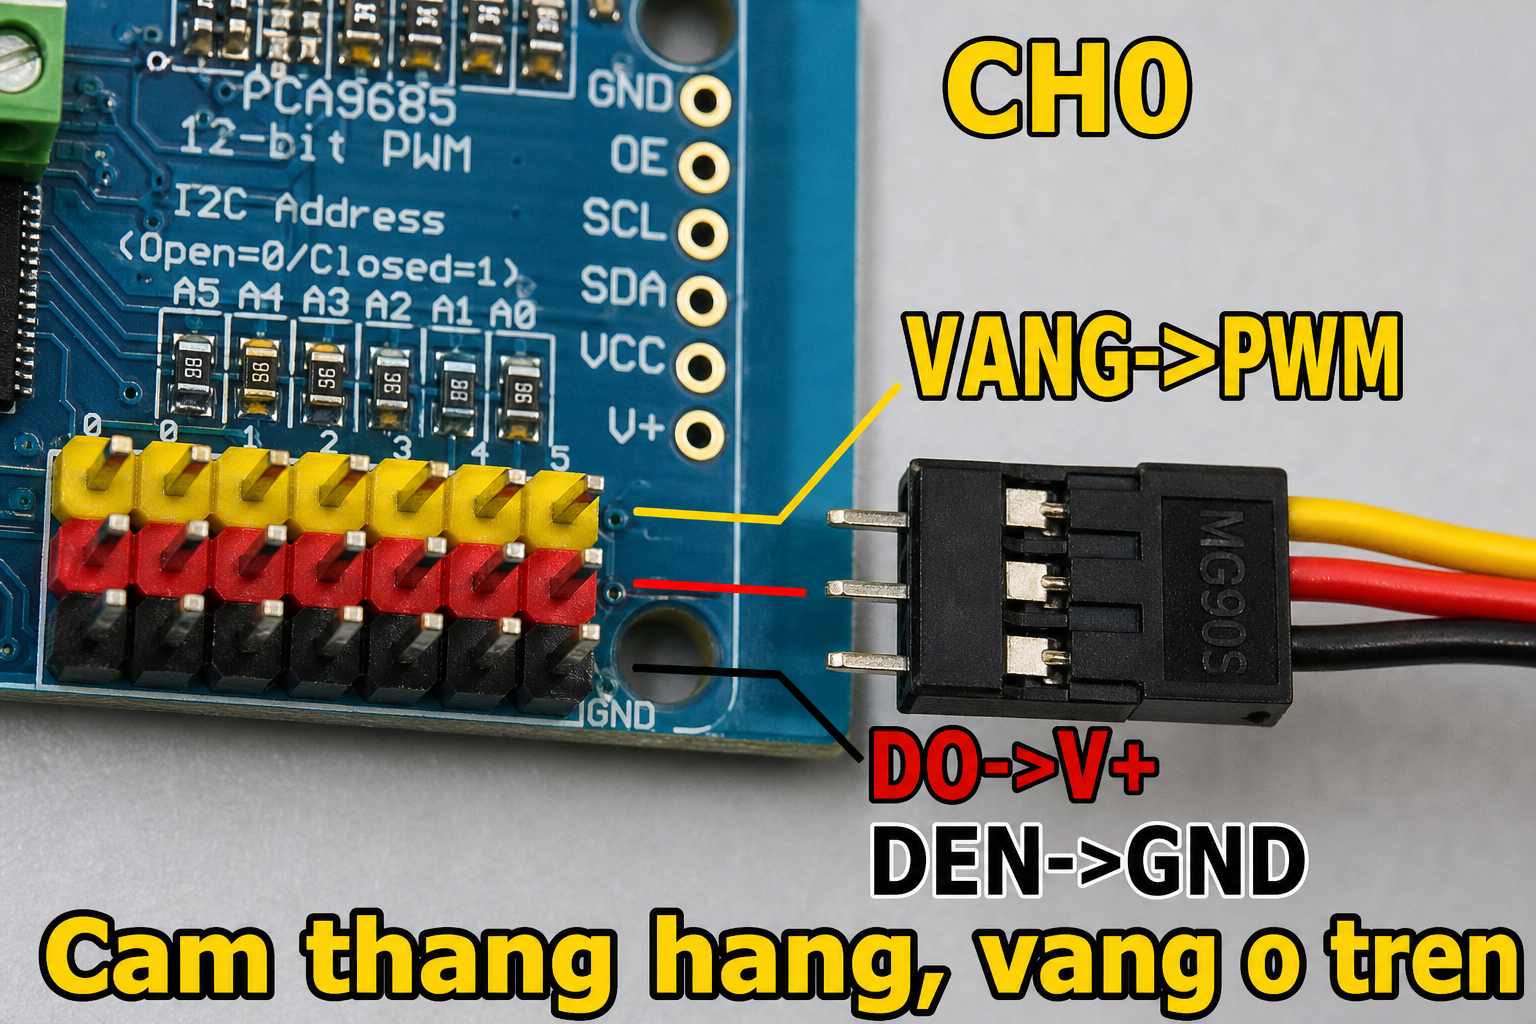 CH0
GND
PCA9685
12-bit PWM
OE
I2C Address
SCL
(Open=0/Closed=1)
SDA
A5 A4 A3 A2 A1 A0
VANG->PWM
VCC
V+
0 0 1 2 3 4 5
MG90S
GND
DO->V+
DEN->GND
Cam thang hang, vang o tren